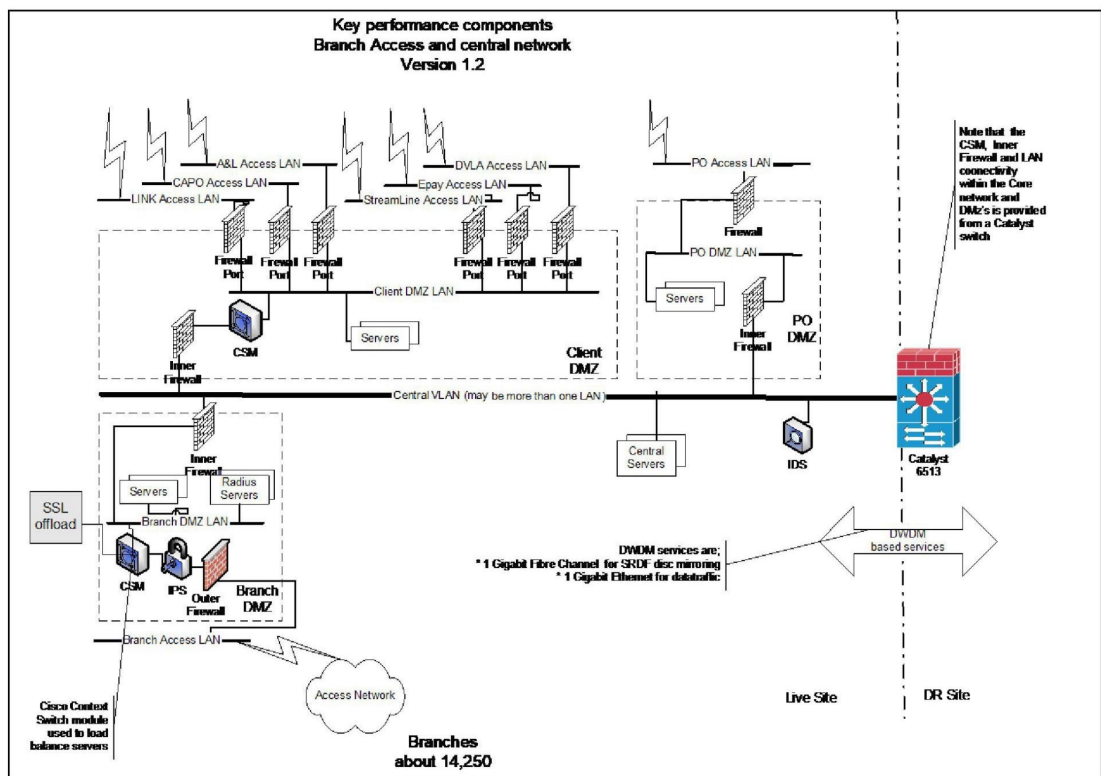 Key performance components
Branch Access and central network
Version 1.2
Note that the
CSM, Inner
Firewall and LAN
coonectivity
within the Core
network and
DMz's is provided
from a Catalyst
switch
A&L Access LAN
CAPO Access LAN
LINK Access LAN
DVLA Access LAN
Epay Access LAN
StreamLine Access LAN
PO Access LAN
Firewall
Port
Firewall
Port
Firewall
Port
Firewall
Port
Firewall
Port
Firewall
Port
Firewall
PO DMZ LAN
Servers
Inner
Firewall
PO
DMZ
Client DMZ LAN
CSM
Servers
Inner
Firewall
Client
DMZ
Central VLAN (may be more than one LAN)
Inner
Firewall
Central
Servers
IDS
Catalyst
6513
Servers
Radius
Servers
SSL
offload
Branch DMZ LAN
CSM
IPS
Outer
Firewall
Branch
DMZ
DWDM
based services
DWDM services are;
* 1 Gigabit Fibre Channel for SRDF disc mirroring
* 1 Gigabit Ethernet for datatraffic
Branch Access LAN
Access Network
Cisco Context
Switch module
used to load
balance servers
Branches
about 14,250
Live Site
DR Site